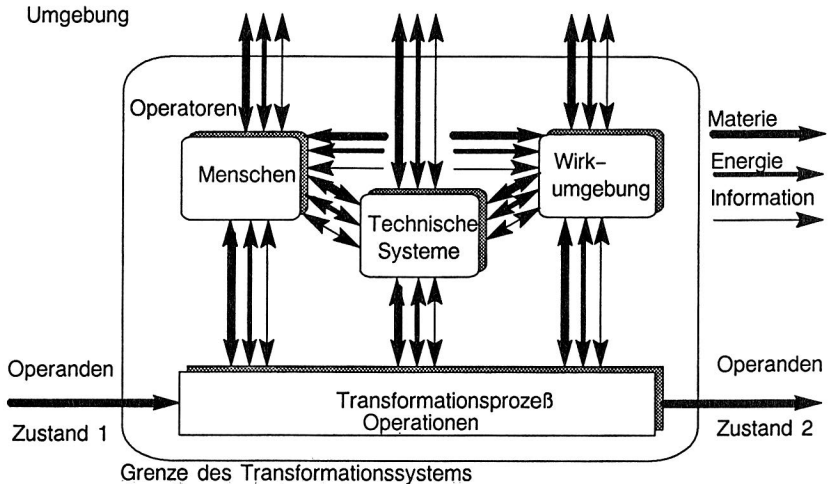 Umgebung
Operatoren
Menschen
Technische
Systeme
Wirk-
umgebung
Materie
Energie
Information
Operanden
Zustand 1
Transformationsprozeß
Operationen
Operanden
Zustand 2
Grenze des Transformationssystems